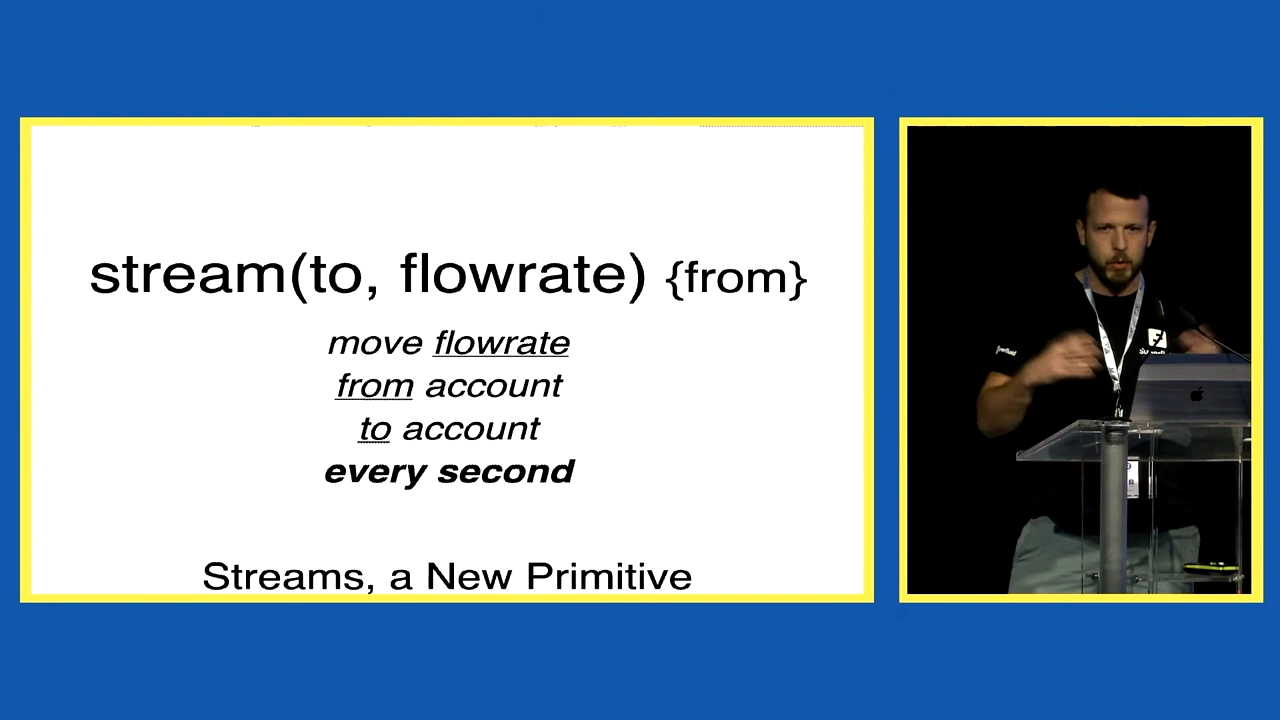 stream(to, flowrate) {from}
move flowrate
from account
to account
every second
Streams, a New Primitive